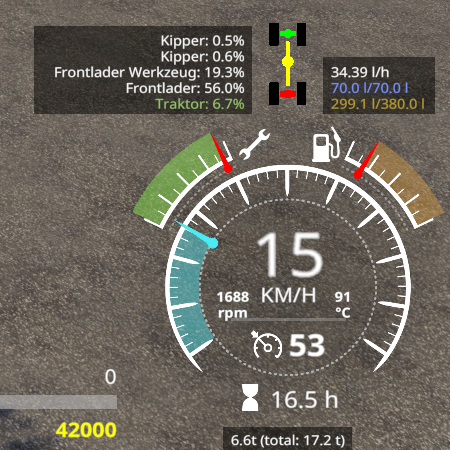 Kipper: 0.5%
Kipper: 0.6%
Frontlader Werkzeug: 19.3%
Frontlader: 56.0%
Traktor: 6.7%
34.39 l/h
70.0 l/70.0 l
299.1 l/380.0 l
15
KM/H
1688
rpm
91
°C
53
16.5 h
0
42000
6.6t (total: 17.2 t)